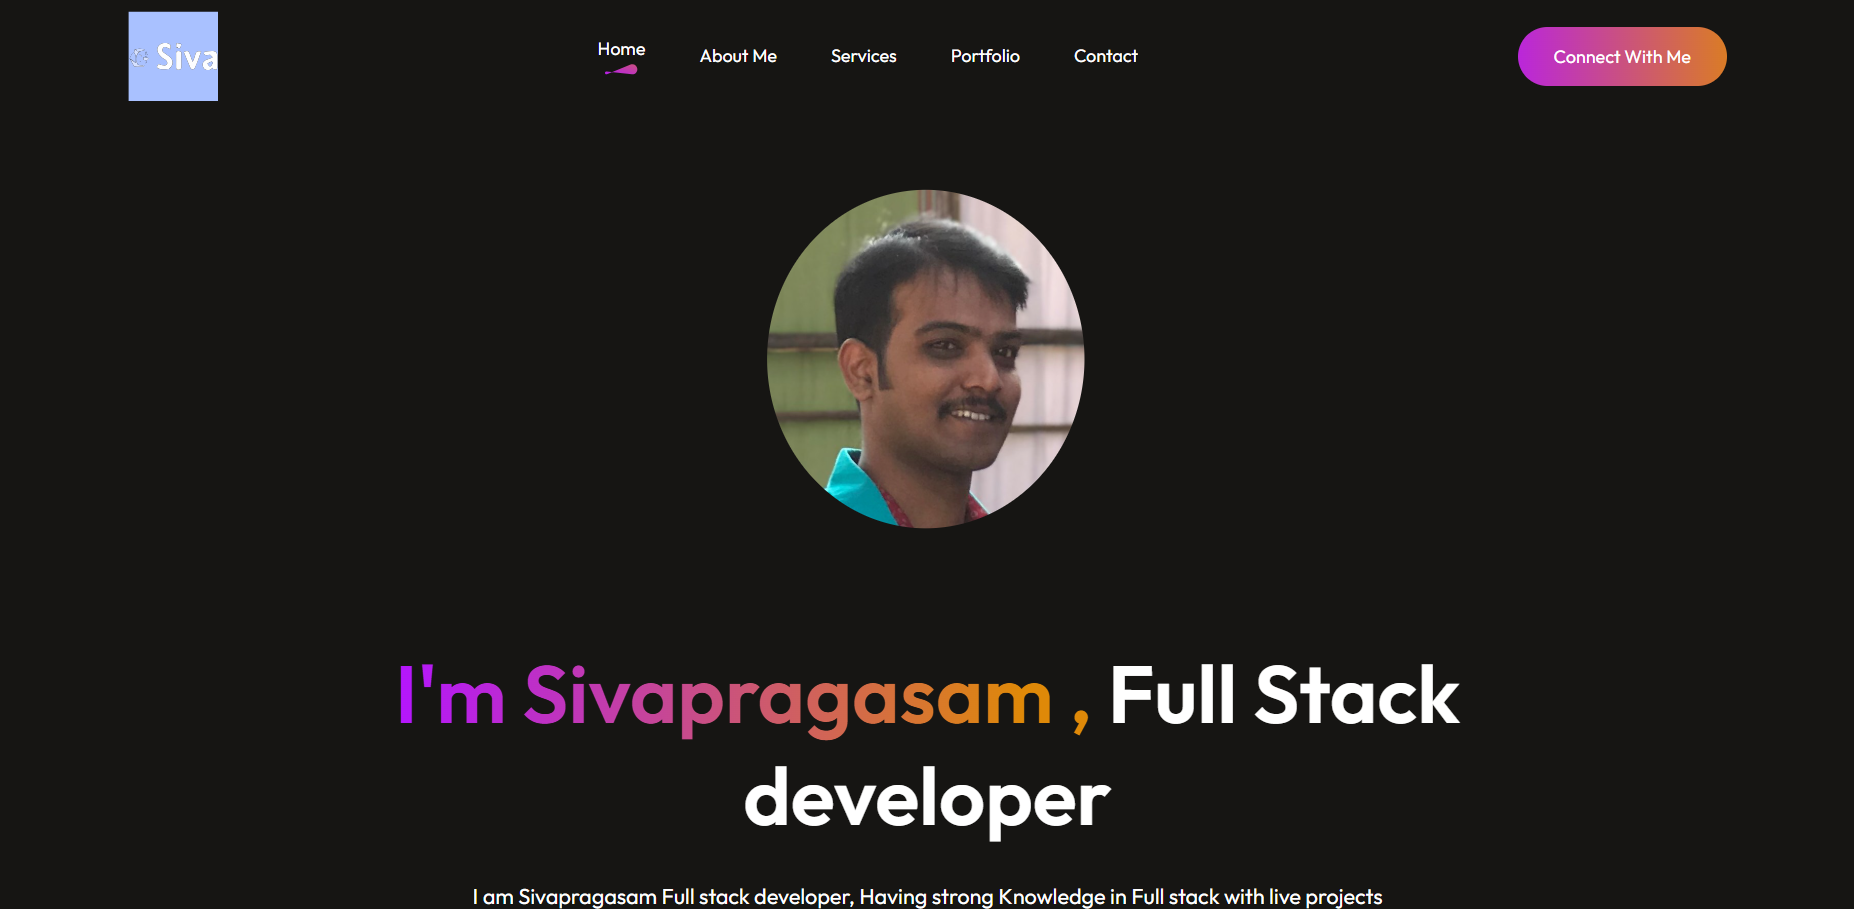 Siva
Home
About Me
Services
Portfolio
Contact
Connect With Me
I'm Sivapragasam , Full Stack
developer
I am Sivapragasam Full stack developer, Having strong Knowledge in Full stack with live projects